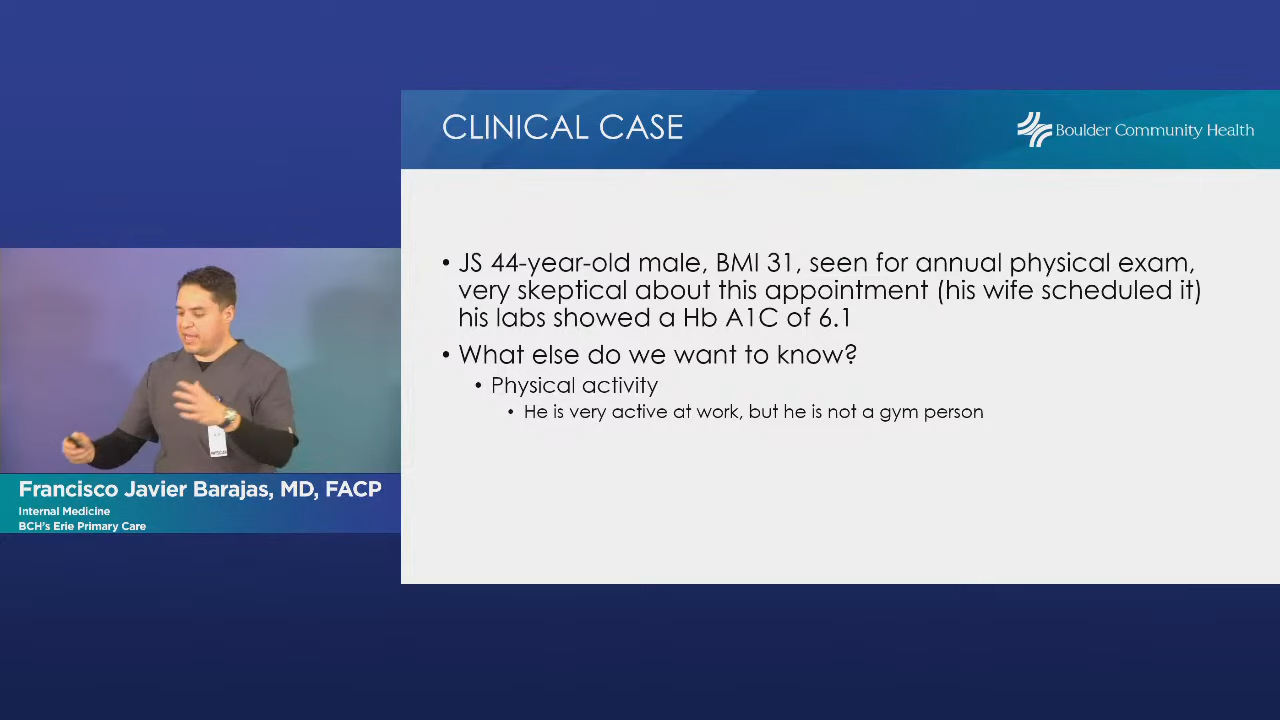 CLINICAL CASE
Boulder Community Health
• JS 44-year-old male, BMI 31, seen for annual physical exam,
very skeptical about this appointment (his wife scheduled it)
his labs showed a Hb A1C of 6.1
• What else do we want to know?
• Physical activity
• He is very active at work, but he is not a gym person
Francisco Javier Barajas, MD, FACP
Internal Medicine
BCH's Erie Primary Care